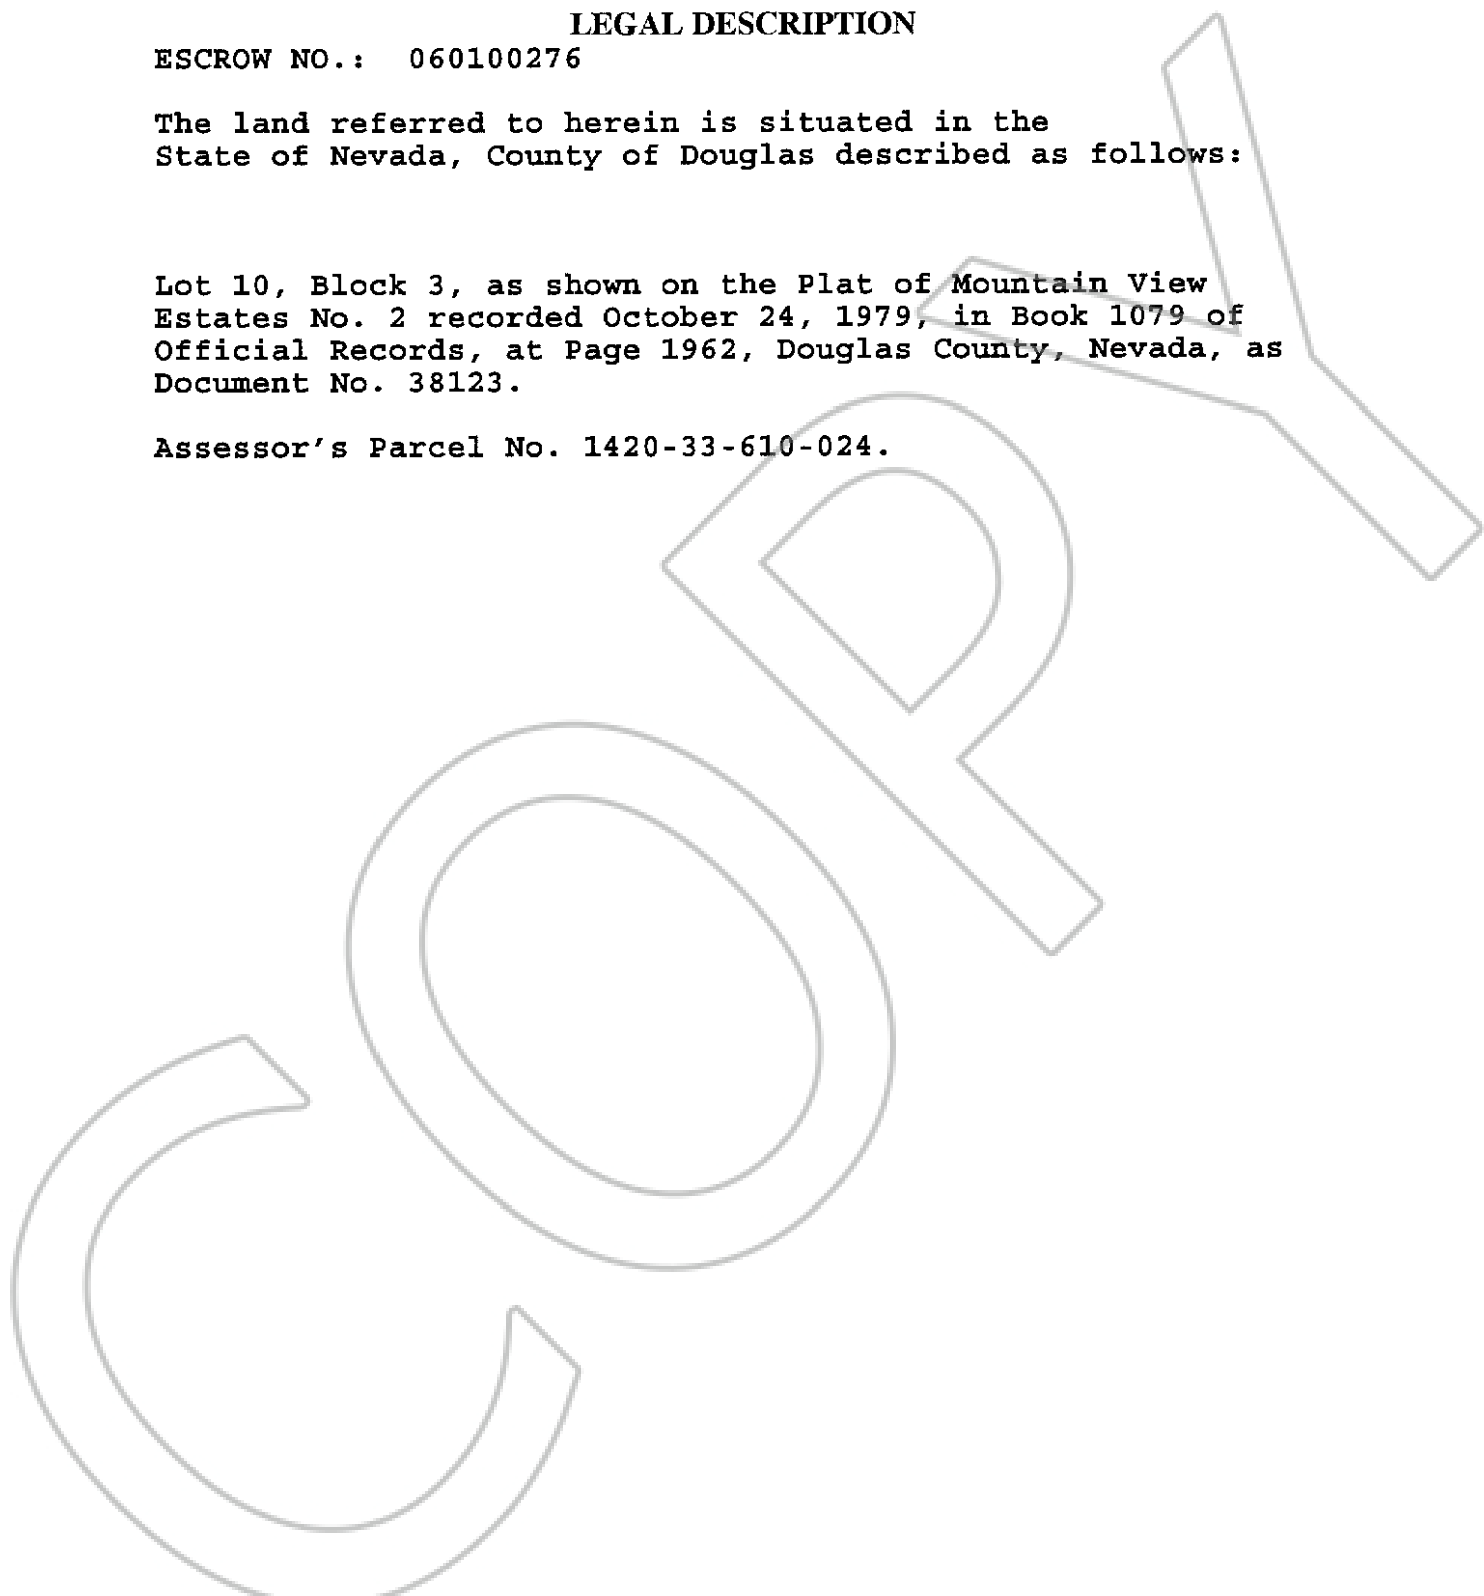 LEGAL DESCRIPTION
ESCROW NO.: 060100276
The land referred to herein is situated in the
State of Nevada, County of Douglas described as follows:
Lot 10, Block 3, as shown on the Plat of Mountain View
Estates No. 2 recorded October 24, 1979, in Book 1079 of
Official Records, at Page 1962, Douglas County, Nevada, as
Document No. 38123.
Assessor's Parcel No. 1420-33-610-024.
COPY